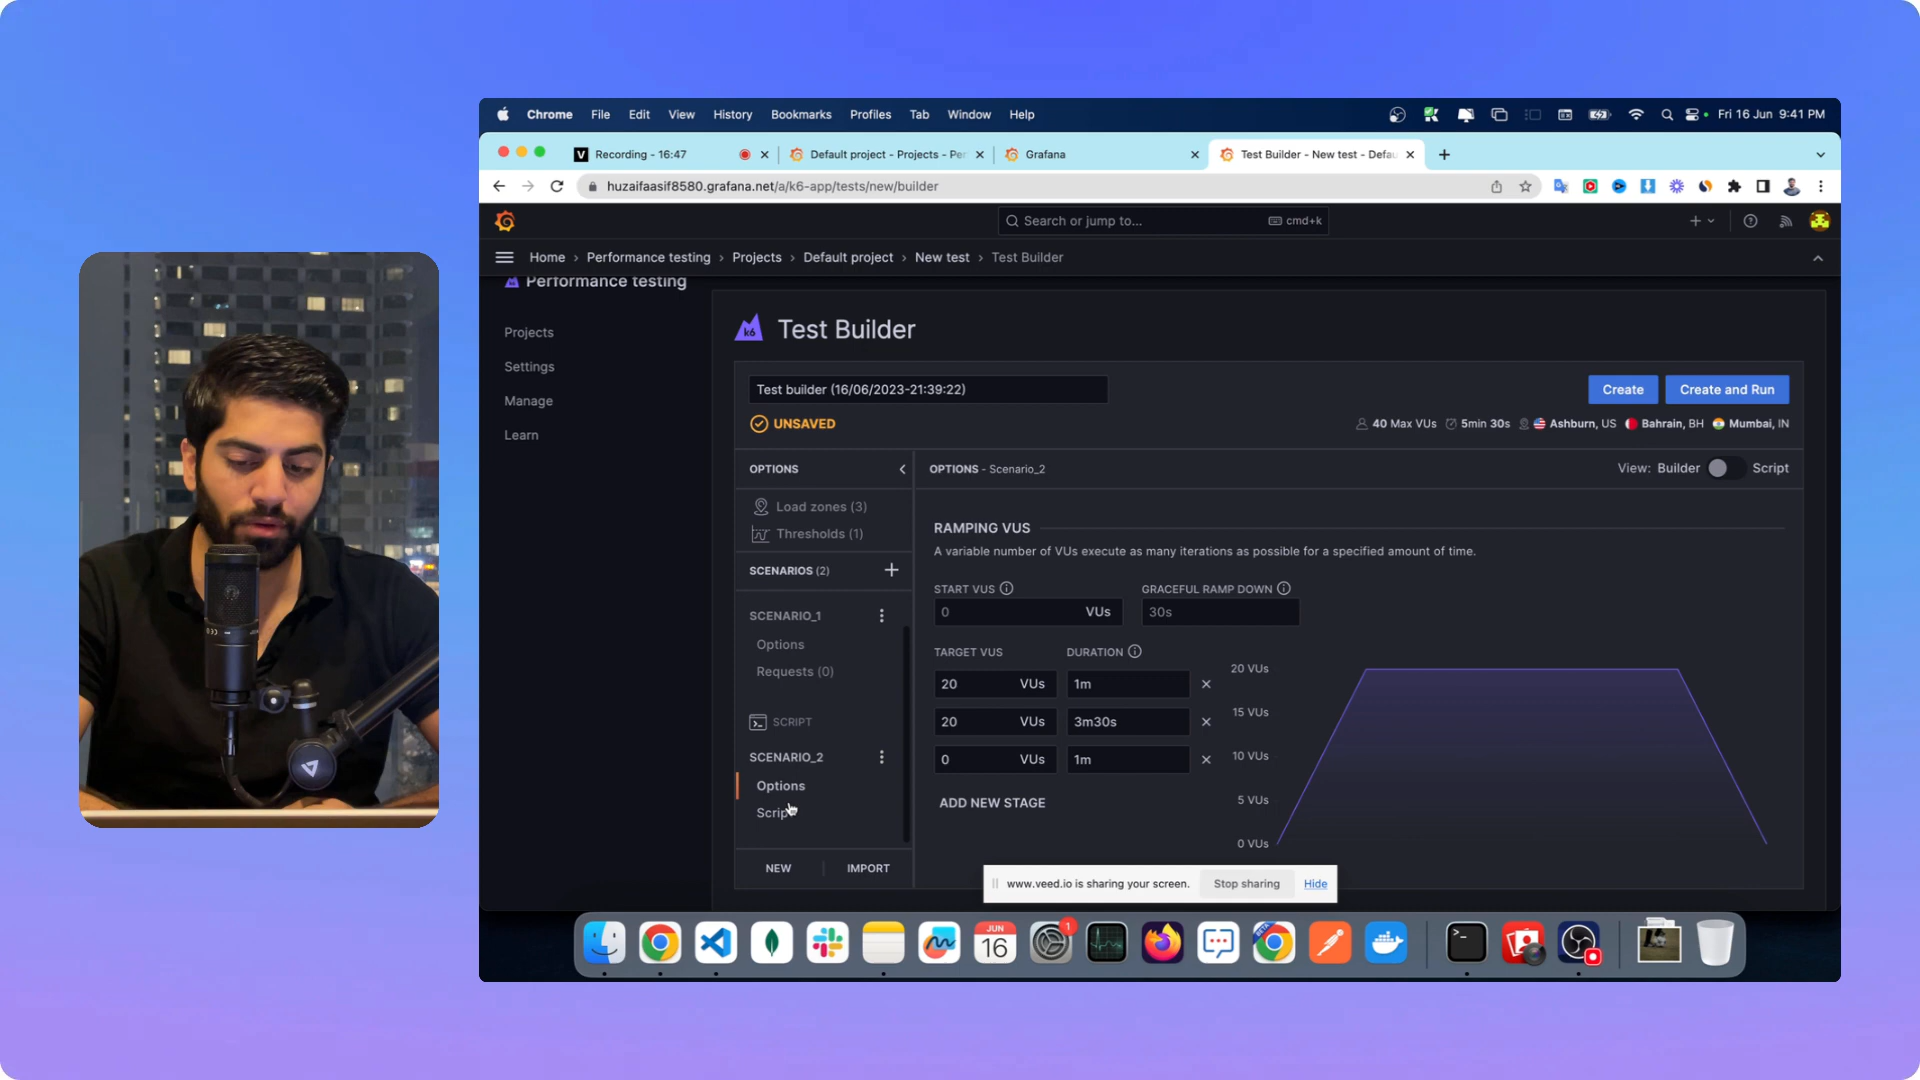 Chrome File Edit View History Bookmarks Profiles Tab Window Help Fri 16 Jun 9:41 PM
V Recording - 16:47 Default project - Projects - Per Grafana Test Builder - New test - Defau
huzaifaasif8580.grafana.net/a/k6-app/tests/new/builder
Search or jump to... cmd+k
Home › Performance testing › Projects › Default project › New test › Test Builder
Performance testing
Projects
Settings
Manage
Learn
k6 Test Builder
Test builder (16/06/2023-21:39:22)
Create Create and Run
UNSAVED
40 Max VUs 5min 30s Ashburn, US Bahrain, BH Mumbai, IN
OPTIONS
Load zones (3)
Thresholds (1)
SCENARIOS (2)
SCENARIO_1
Options
Requests (0)
SCRIPT
SCENARIO_2
Options
Scrip
NEW IMPORT
OPTIONS - Scenario_2
View: Builder Script
RAMPING VUS
A variable number of VUs execute as many iterations as possible for a specified amount of time.
START VUS GRACEFUL RAMP DOWN
0 VUs 30s
TARGET VUS DURATION
20 VUs 1m
20 VUs 3m30s
0 VUs 1m
ADD NEW STAGE
20 VUs
15 VUs
10 VUs
5 VUs
0 VUs
www.veed.io is sharing your screen. Stop sharing Hide
JUN
16
1
BETA